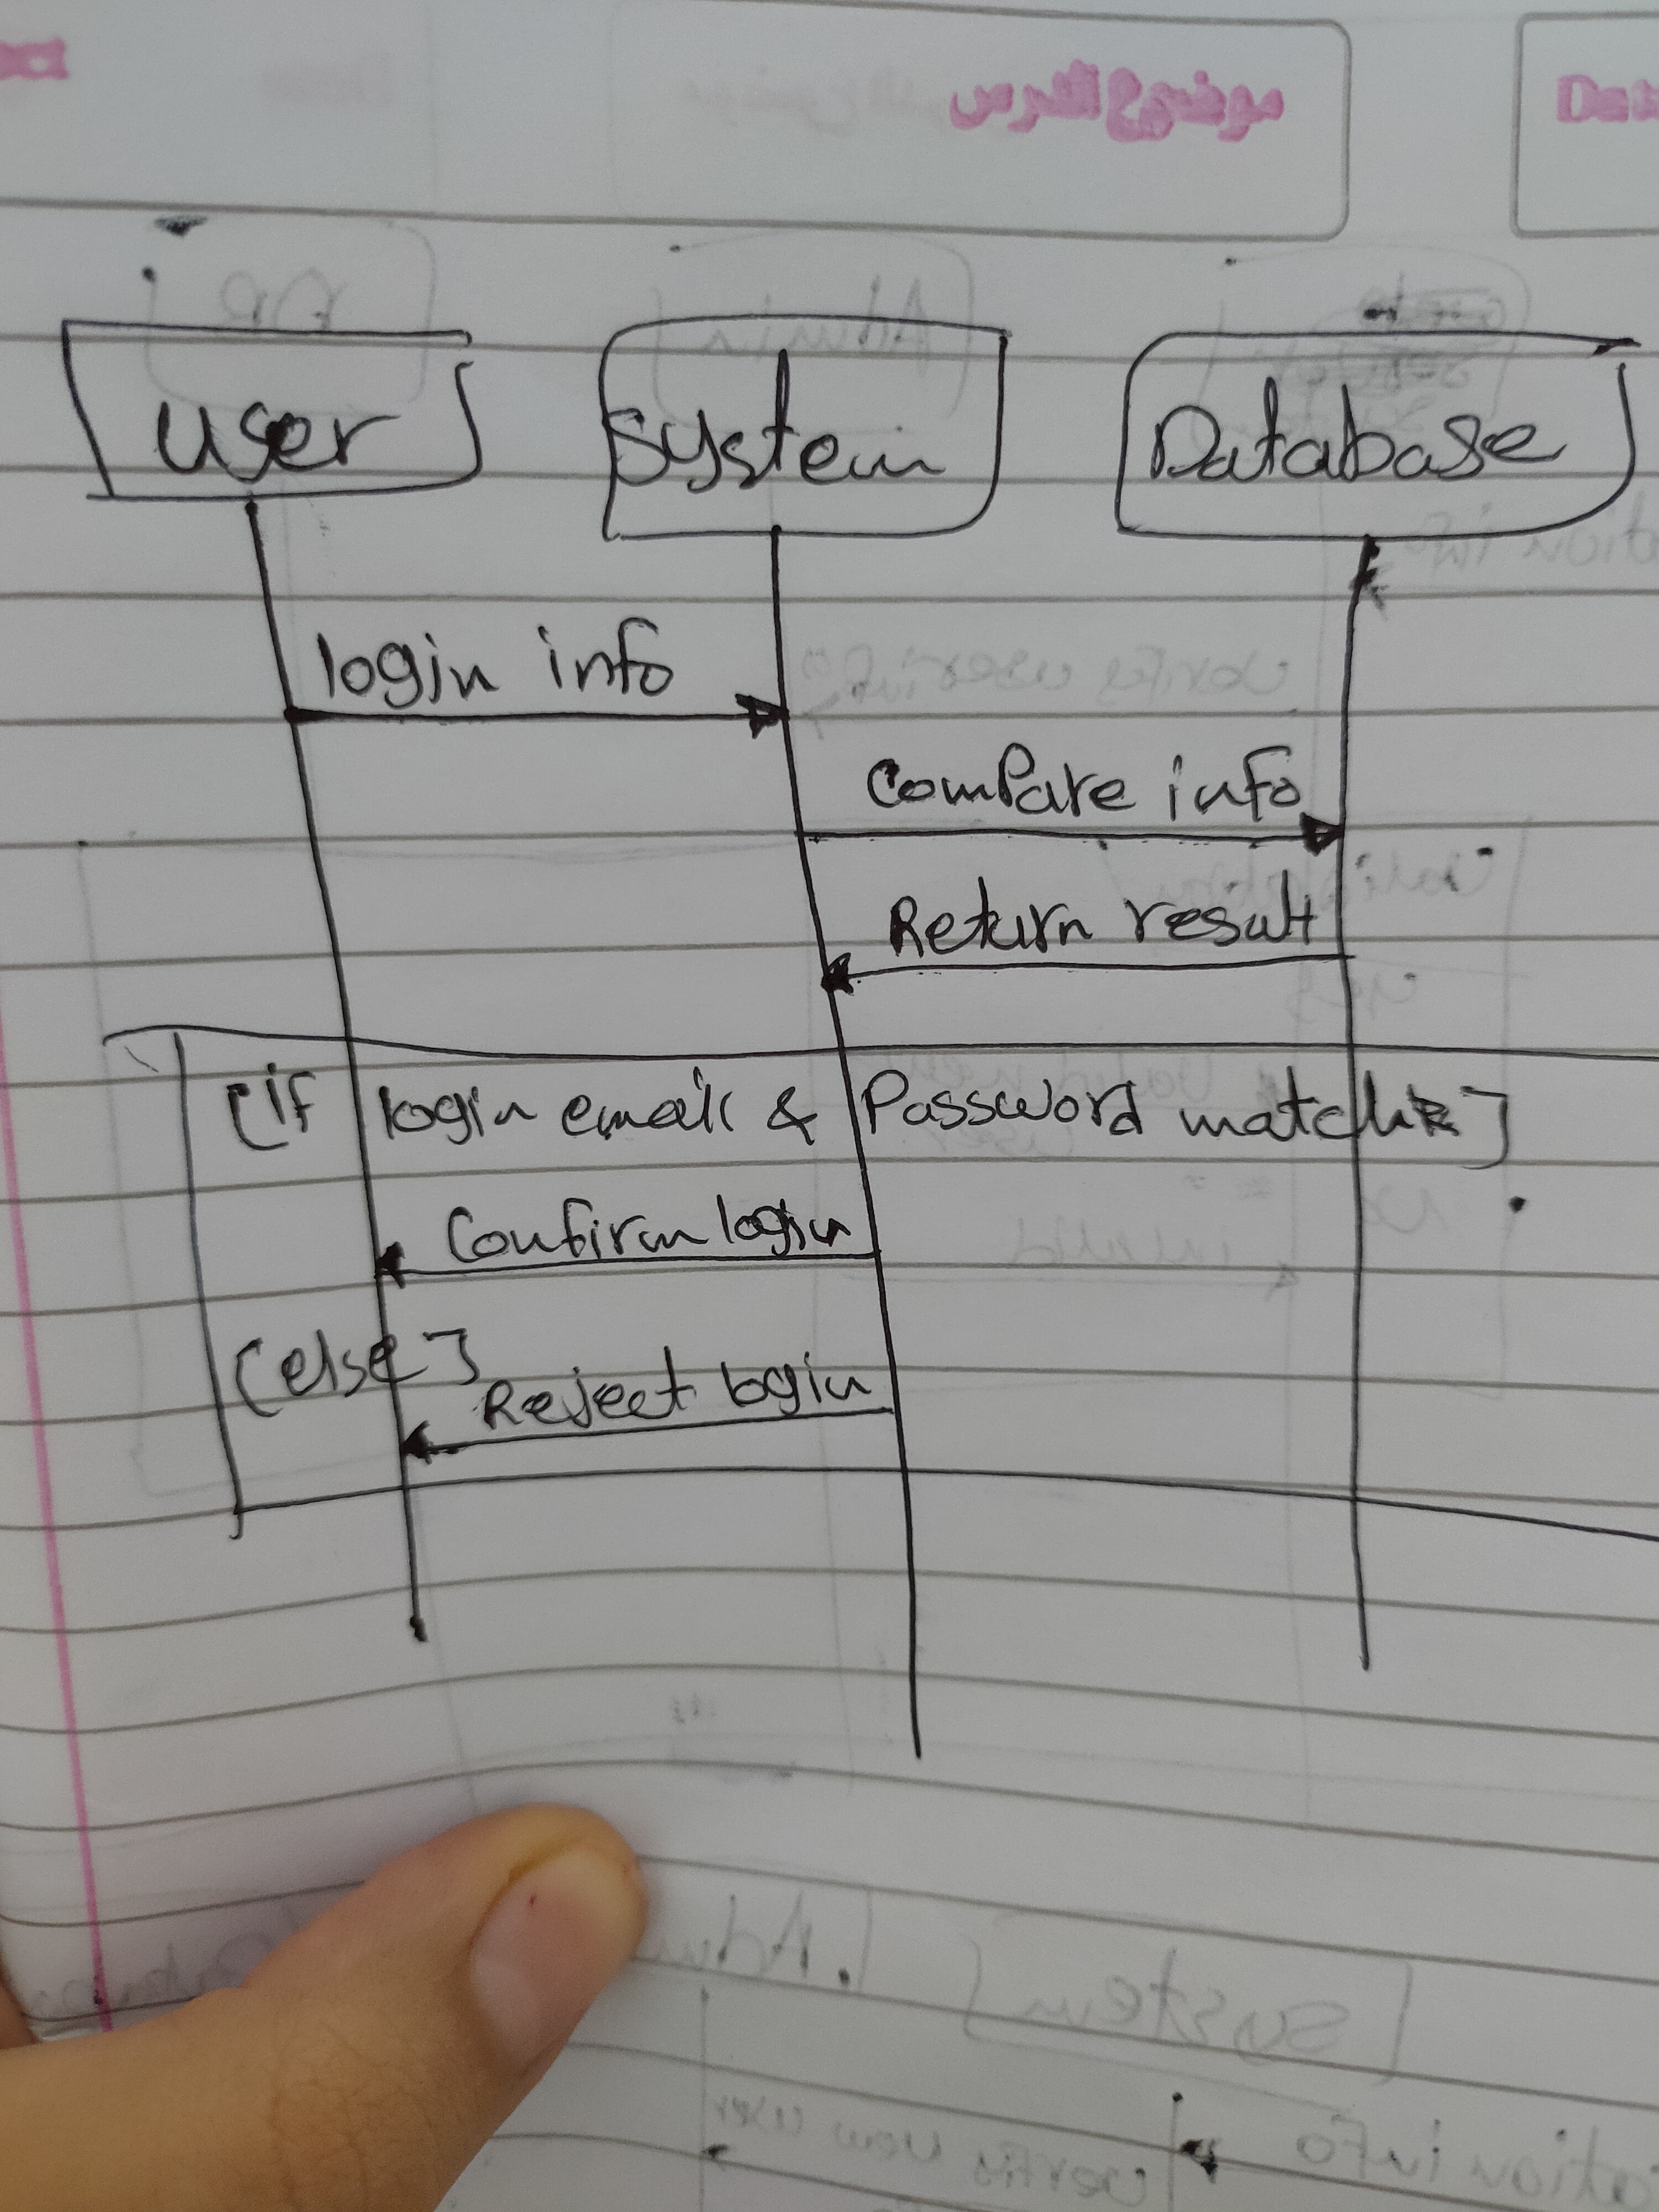 موضوع الدرس
Dat
user
system
Database
login info
Compare info
Return result
[if login email & Password match]
Confirm login
[else]
Reject login